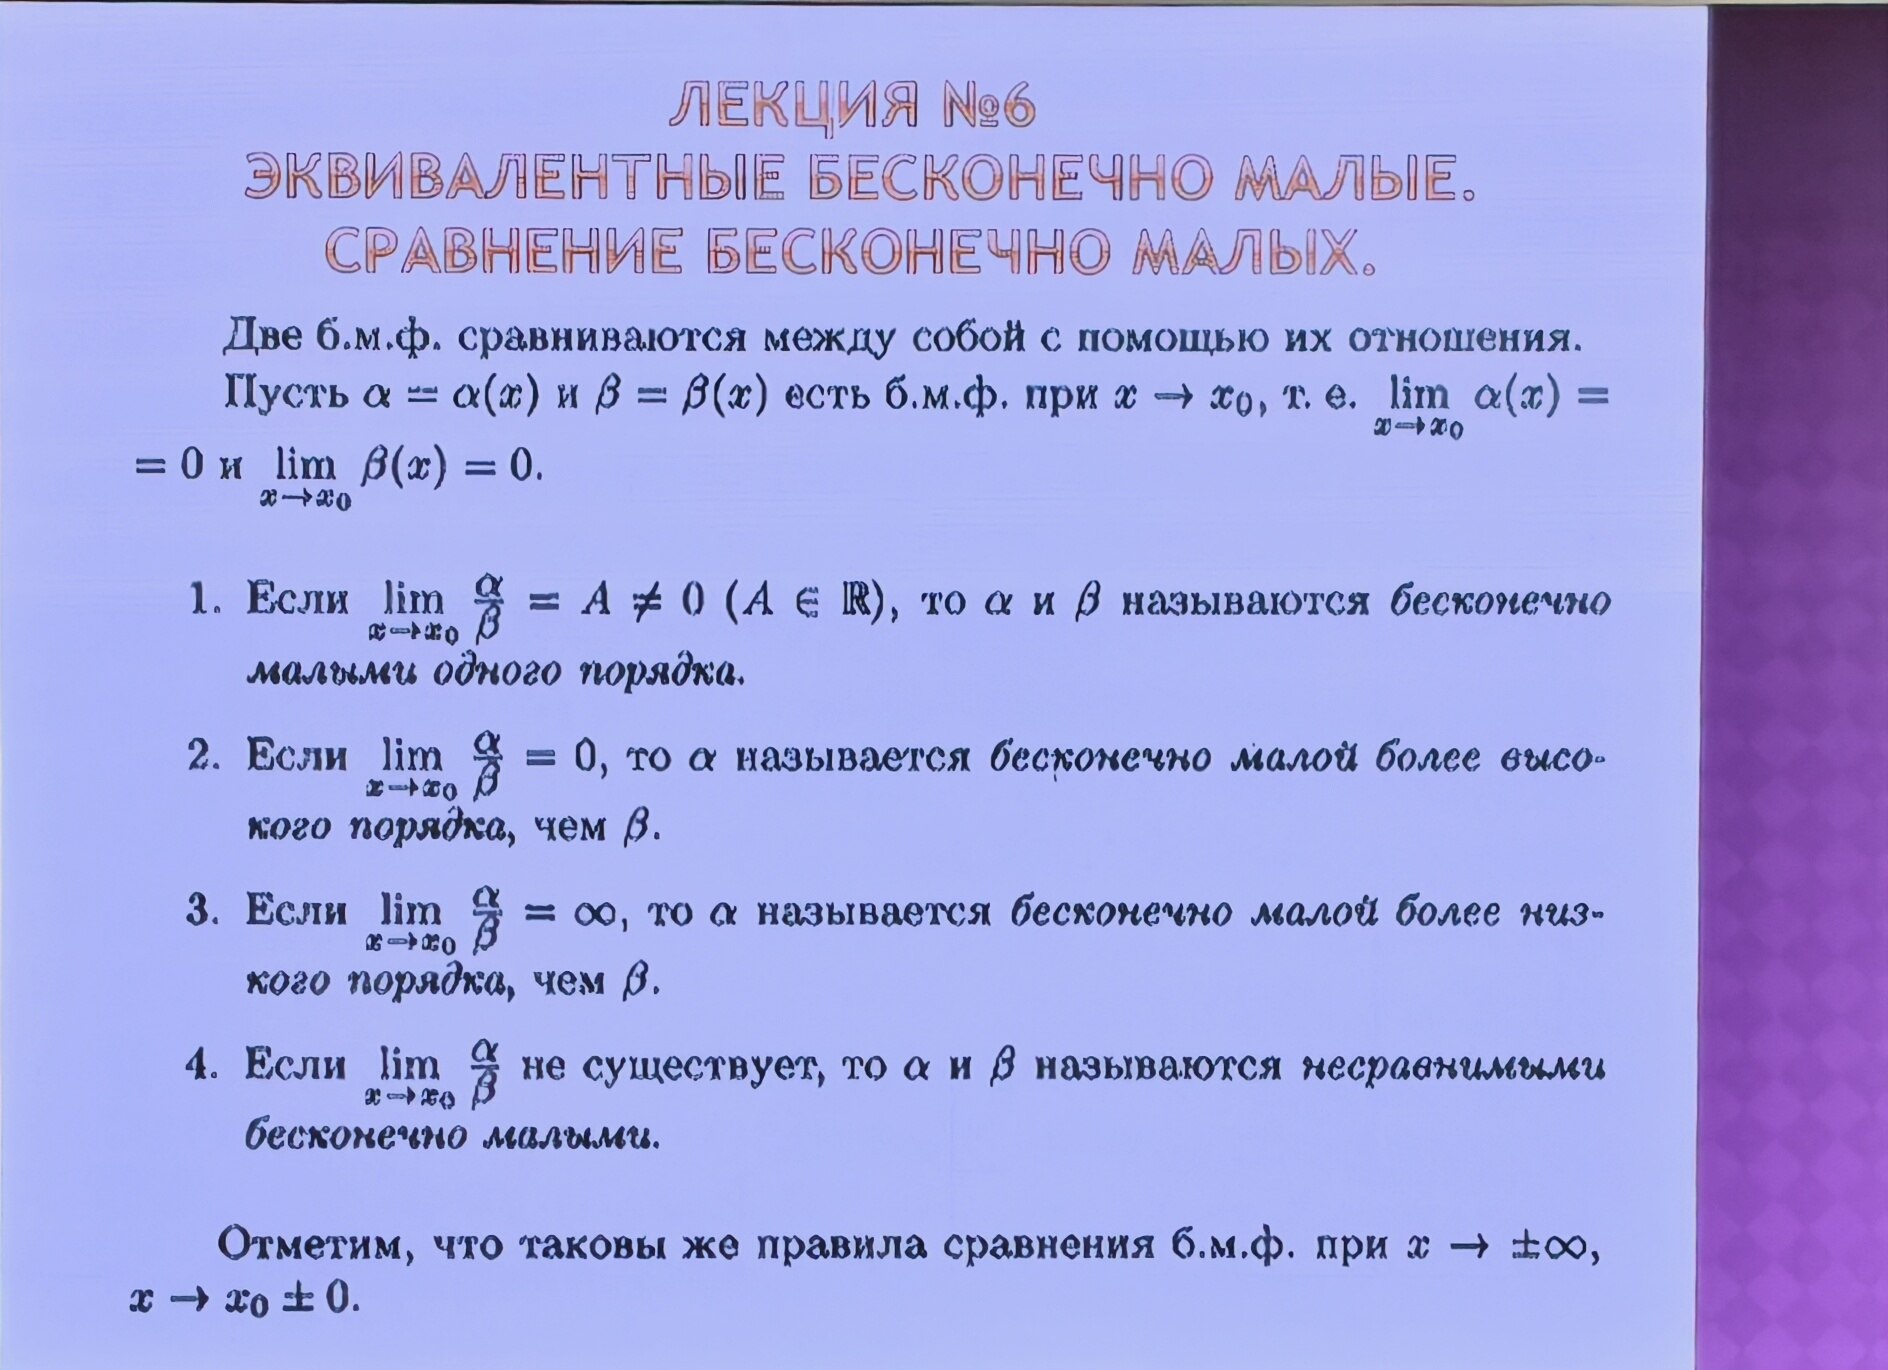 ЛЕКЦИЯ №6
ЭКВИВАЛЕНТНЫЕ БЕСКОНЕЧНО МАЛЫЕ.
СРАВНЕНИЕ БЕСКОНЕЧНО МАЛЫХ.
Две б.м.ф. сравниваются между собой с помощью их отношения.
Пусть α = α(x) и β = β(x) есть б.м.ф. при x → x₀, т. е. lim_{x→x₀} α(x) =
= 0 и lim_{x→x₀} β(x) = 0.
1. Если lim_{x→x₀} α/β = A ≠ 0 (A ∈ ℝ), то α и β называются бесконечно
малыми одного порядка.
2. Если lim_{x→x₀} α/β = 0, то α называется бесконечно малой более высо-
кого порядка, чем β.
3. Если lim_{x→x₀} α/β = ∞, то α называется бесконечно малой более низ-
кого порядка, чем β.
4. Если lim_{x→x₀} α/β не существует, то α и β называются несравнимыми
бесконечно малыми.
Отметим, что таковы же правила сравнения б.м.ф. при x → ±∞,
x → x₀ ± 0.